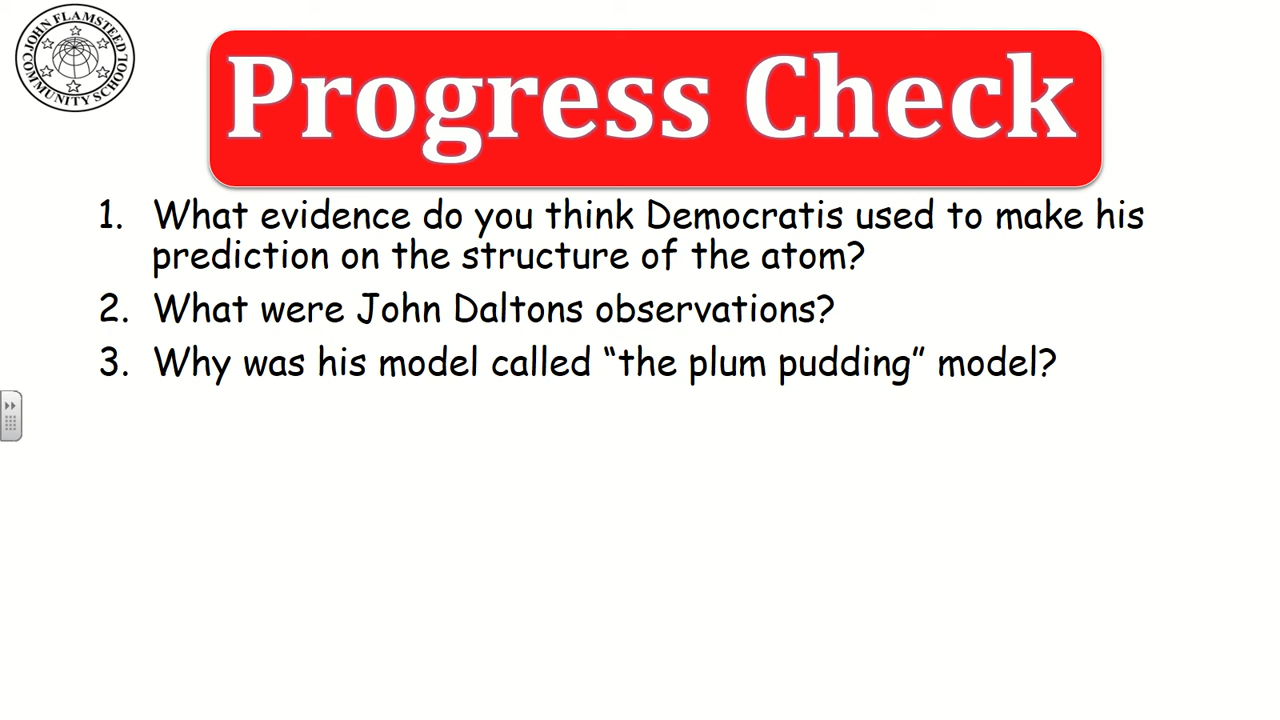 JOHN FLAMSTEED
COMMUNITY SCHOOL
Progress Check
1. What evidence do you think Democratis used to make his
prediction on the structure of the atom?
2. What were John Daltons observations?
3. Why was his model called “the plum pudding” model?